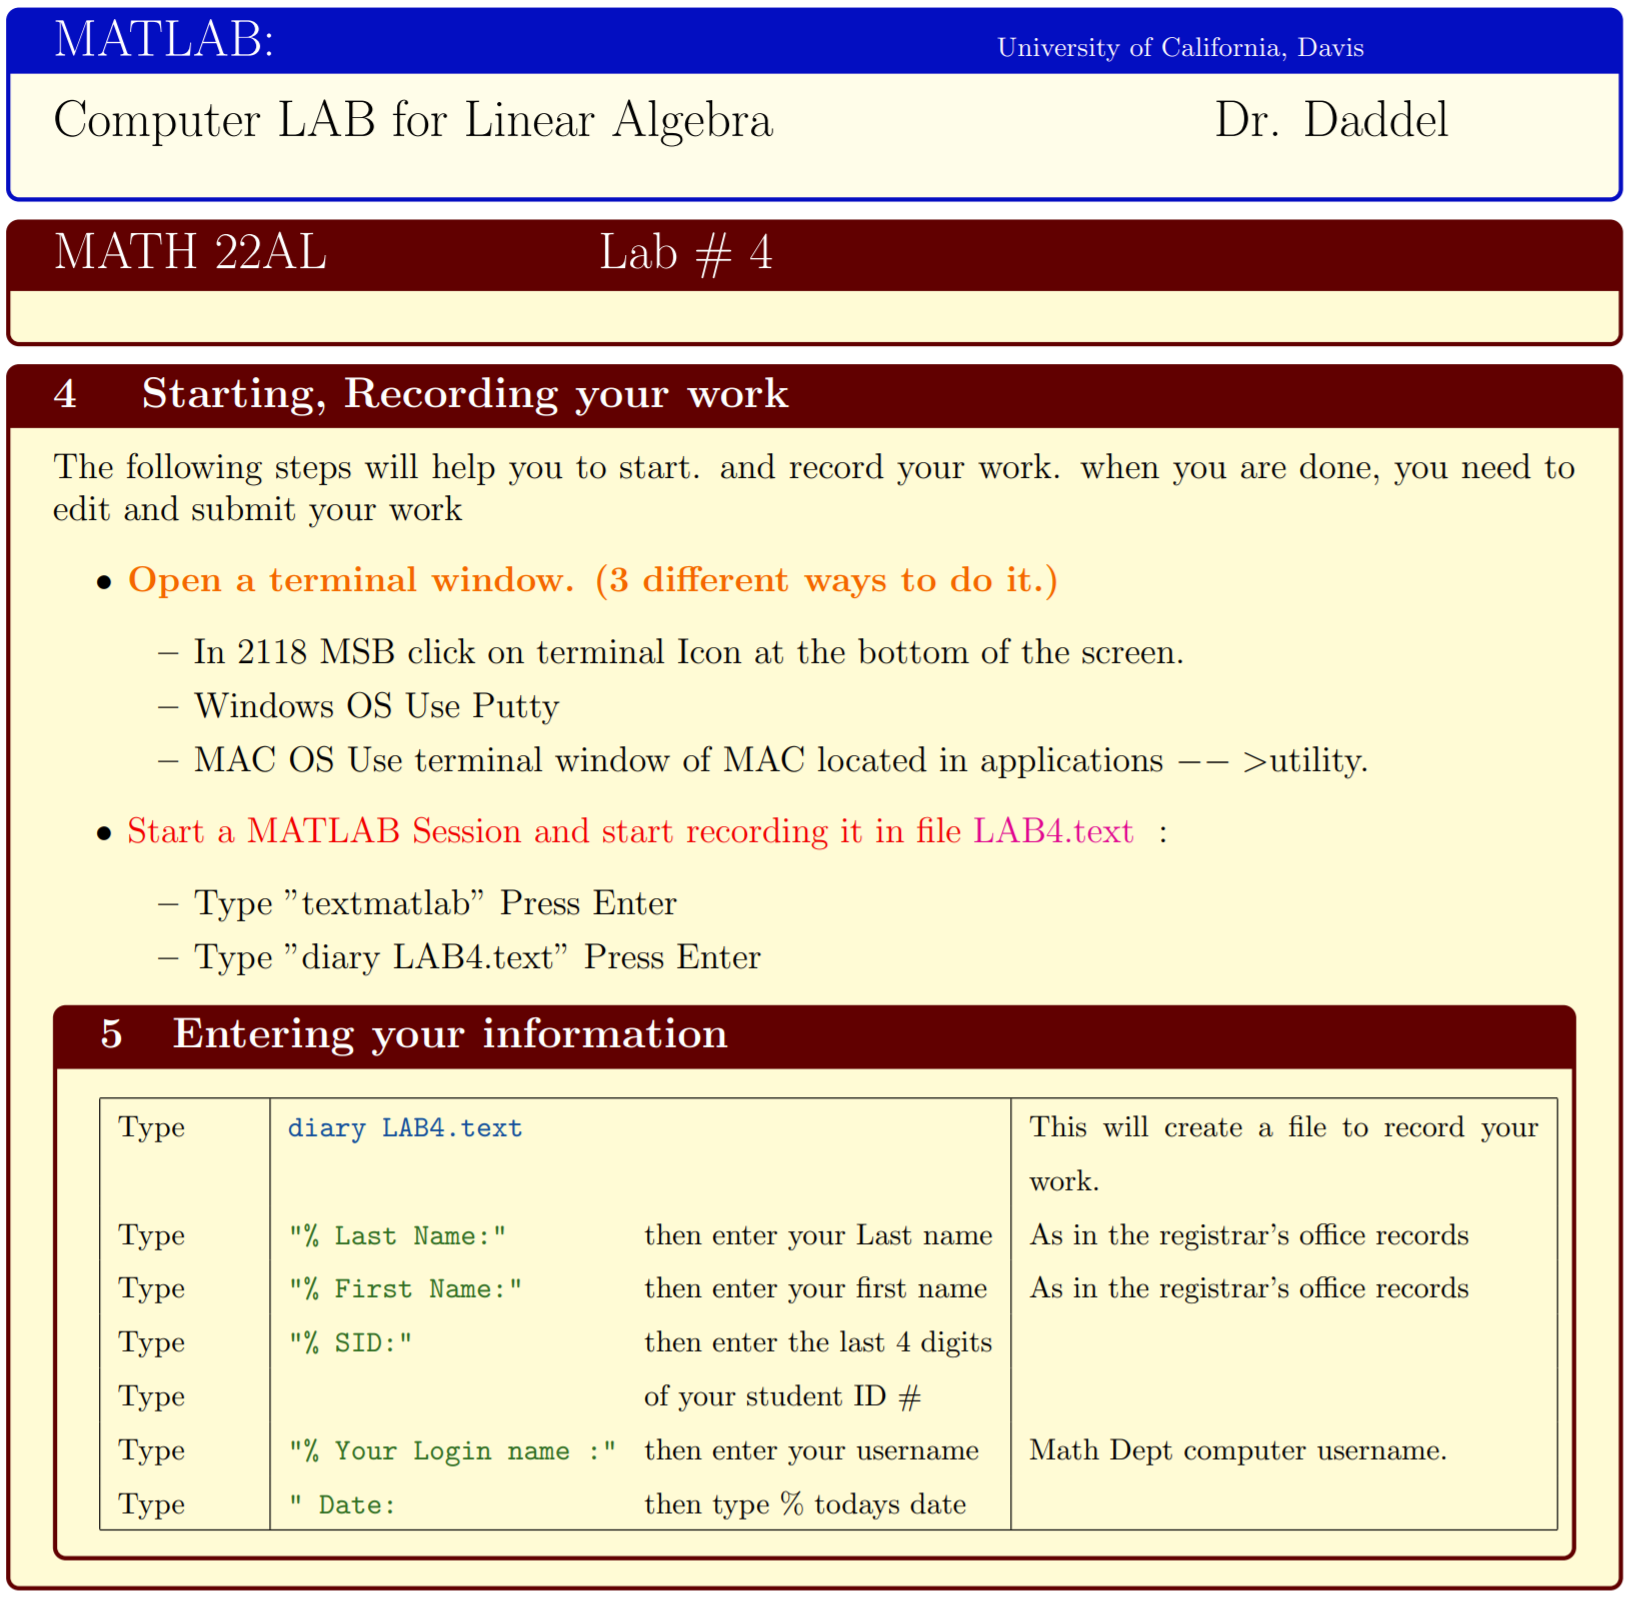 MATLAB: University of California, Davis
Computer LAB for Linear Algebra Dr. Daddel
MATH 22AL Lab # 4
4 Starting, Recording your work
The following steps will help you to start. and record your work. when you are done, you need to
edit and submit your work
• Open a terminal window. (3 different ways to do it.)
– In 2118 MSB click on terminal Icon at the bottom of the screen.
– Windows OS Use Putty
– MAC OS Use terminal window of MAC located in applications −− >utility.
• Start a MATLAB Session and start recording it in file LAB4.text :
– Type ”textmatlab” Press Enter
– Type ”diary LAB4.text” Press Enter
5 Entering your information
Type diary LAB4.text This will create a file to record your
work.
Type "% Last Name:" then enter your Last name As in the registrar’s office records
Type "% First Name:" then enter your first name As in the registrar’s office records
Type "% SID:" then enter the last 4 digits
Type of your student ID #
Type "% Your Login name :" then enter your username Math Dept computer username.
Type " Date: then type % todays date